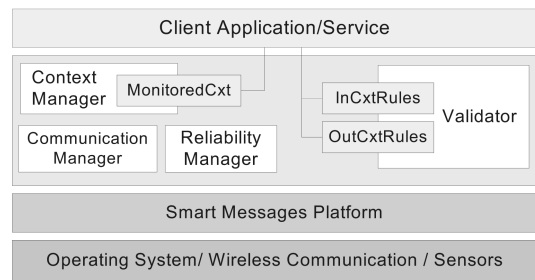 Client Application/Service
Context
Manager
MonitoredCxt
InCxtRules
OutCxtRules
Validator
Communication
Manager
Reliability
Manager
Smart Messages Platform
Operating System/ Wireless Communication / Sensors